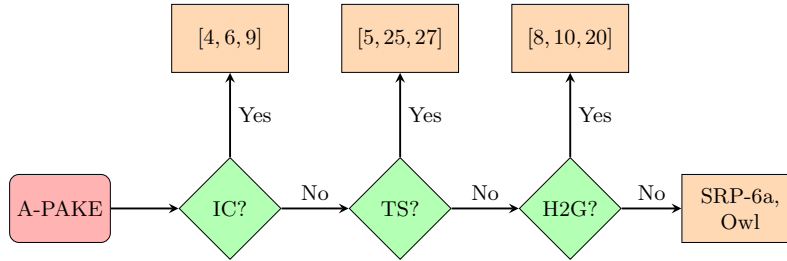 [4, 6, 9]
[5, 25, 27]
[8, 10, 20]
Yes
Yes
Yes
A-PAKE
IC?
No
TS?
No
H2G?
No
SRP-6a,
Owl